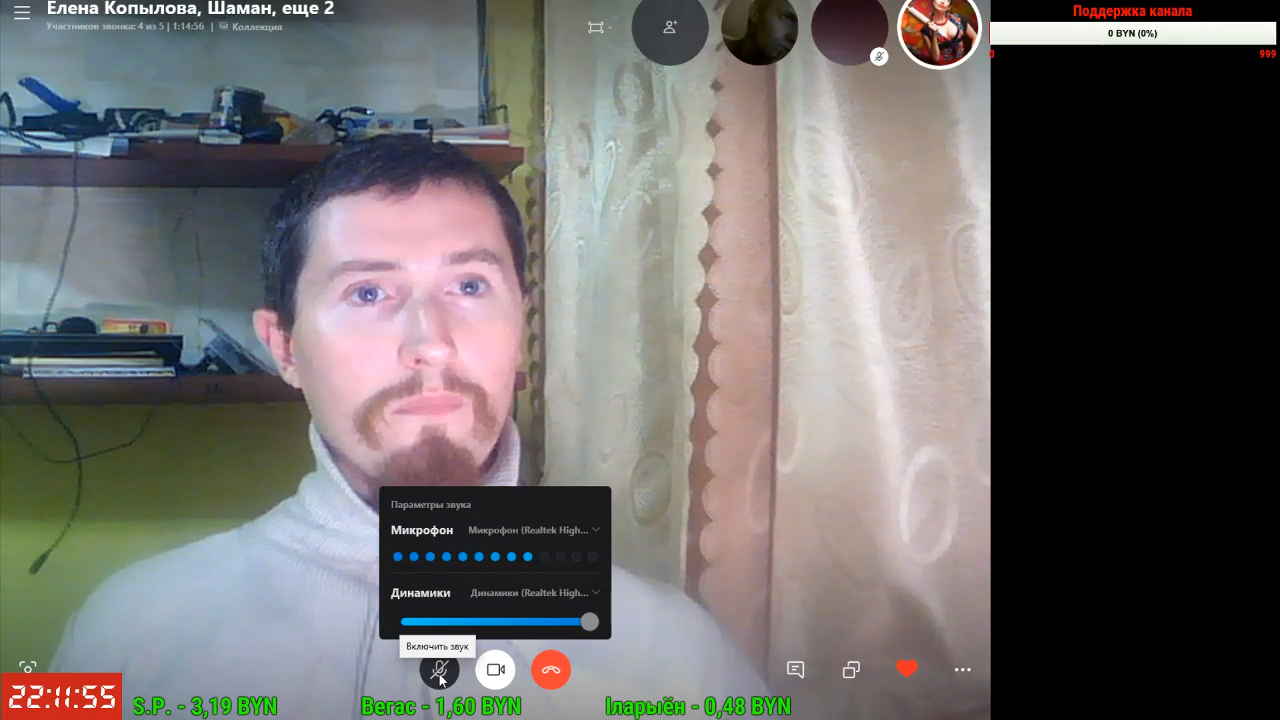 Елена Копылова, Шаман, еще 2
Участников звонка: 4 из 5 | 1:14:56 | Коллекция
Поддержка канала
0 BYN (0%)
0 999
Параметры звука
Микрофон Микрофон (Realtek High...
Динамики Динамики (Realtek High...
Включить звук
22:11:55
S.P. - 3,19 BYN Вегас - 1,60 BYN Iларыён - 0,48 BYN